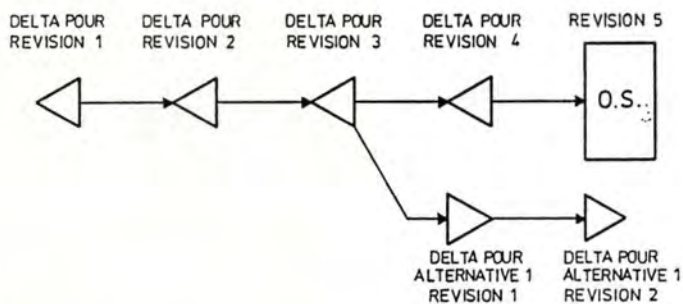 DELTA POUR
REVISION 1
DELTA POUR
REVISION 2
DELTA POUR
REVISION 3
DELTA POUR
REVISION 4
REVISION 5
O.S.
DELTA POUR
ALTERNATIVE 1
REVISION 1
DELTA POUR
ALTERNATIVE 1
REVISION 2